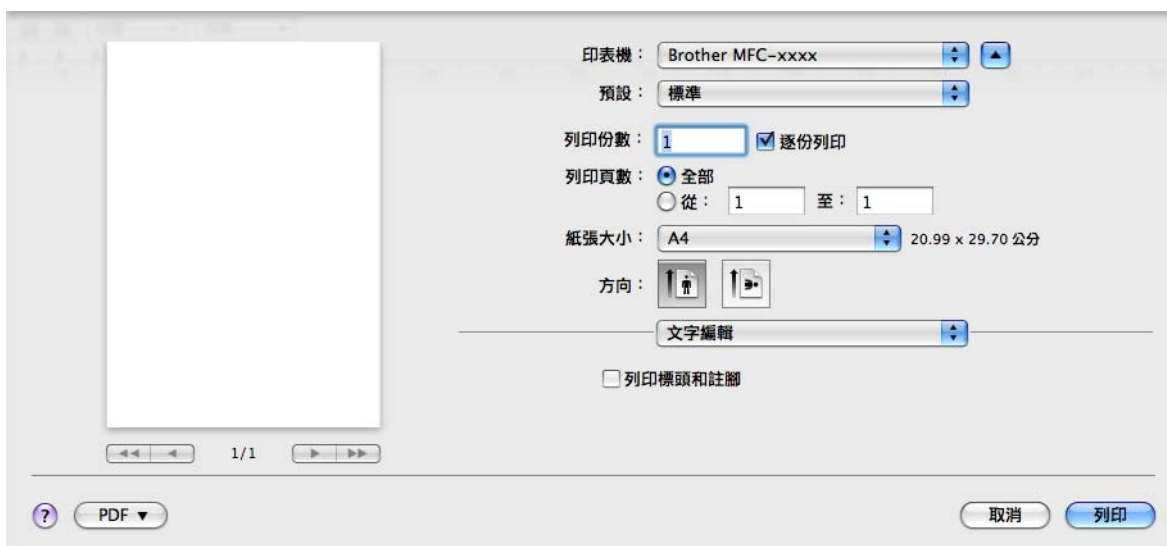 印表機： Brother MFC-xxxx
預設： 標準
列印份數： 1 逐份列印
列印頁數： 全部
從： 1 至： 1
紙張大小： A4 20.99 x 29.70 公分
方向：
文字編輯
列印標頭和註腳
1/1
? PDF ▼ 取消 列印